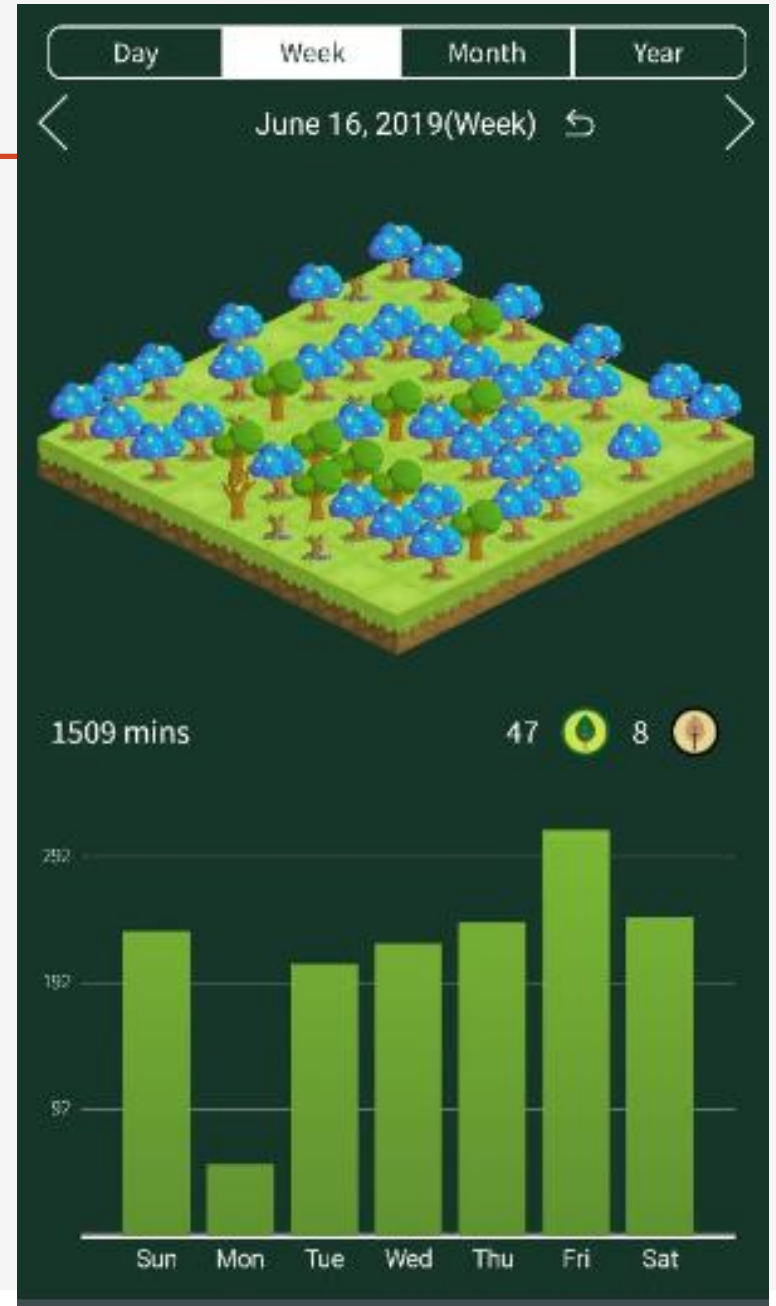 Day Week Month Year
June 16, 2019(Week)
1509 mins 47 8
292
192
92
Sun Mon Tue Wed Thu Fri Sat